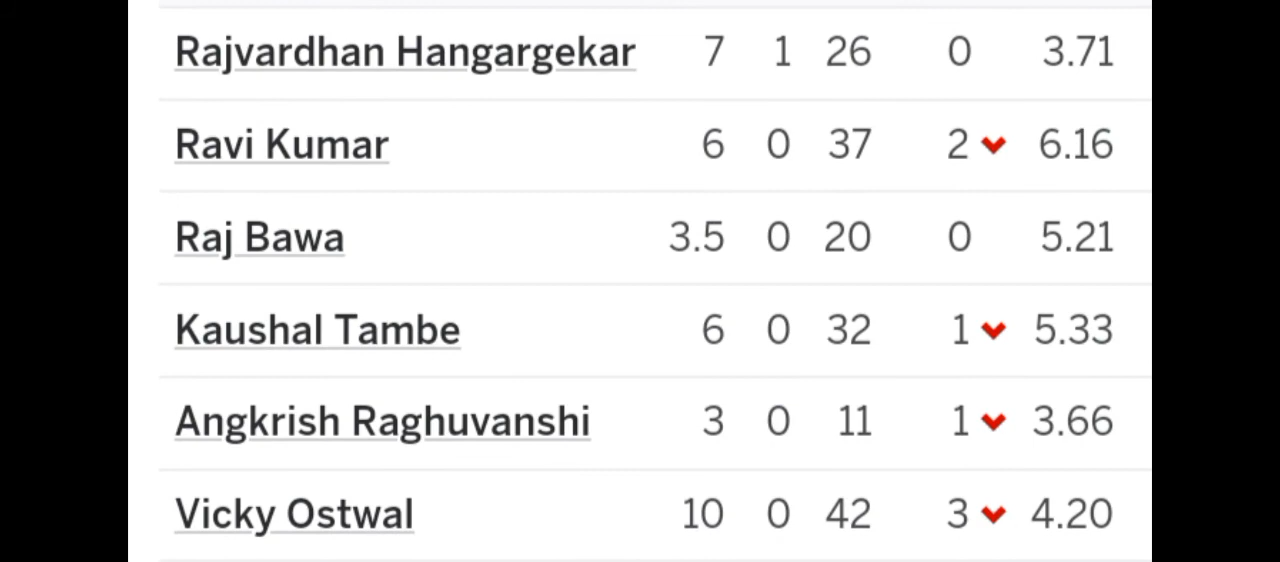 Rajvardhan Hangargekar 7 1 26 0 3.71
Ravi Kumar 6 0 37 2 6.16
Raj Bawa 3.5 0 20 0 5.21
Kaushal Tambe 6 0 32 1 5.33
Angkrish Raghuvanshi 3 0 11 1 3.66
Vicky Ostwal 10 0 42 3 4.20